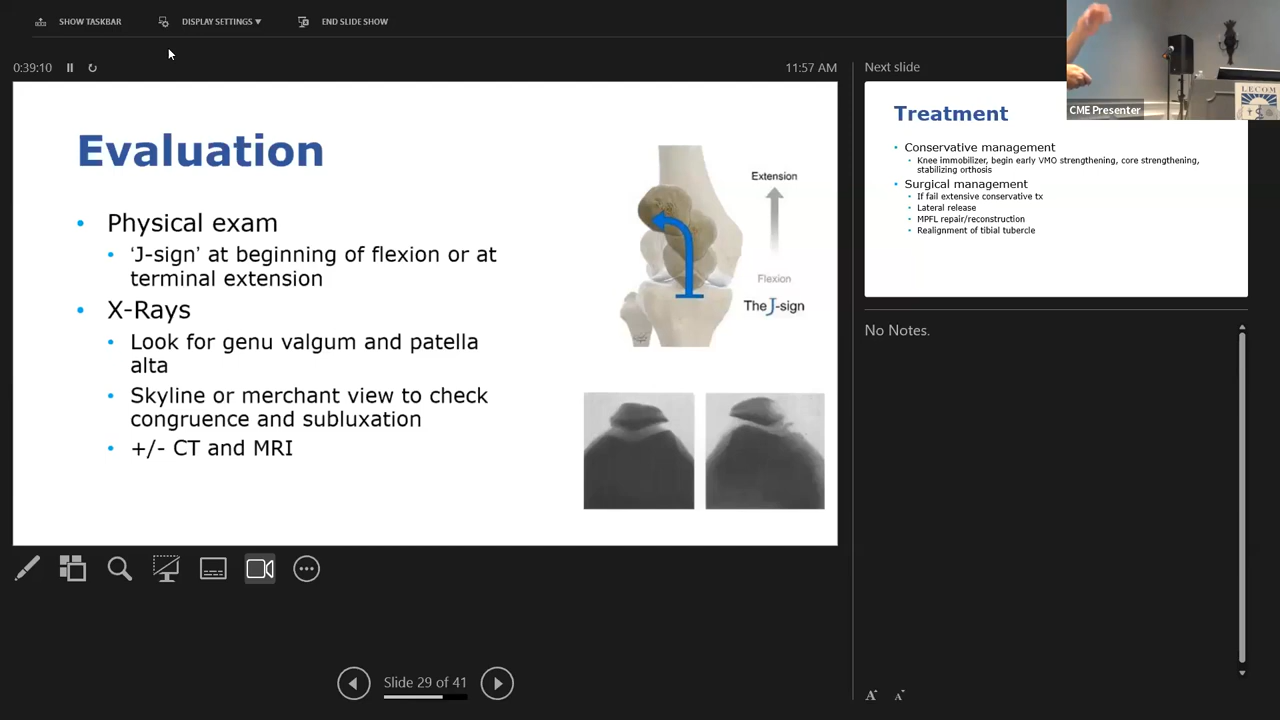 SHOW TASKBAR
DISPLAY SETTINGS ▾
END SLIDE SHOW
0:39:10
11:57 AM
Evaluation
• Physical exam
• ‘J-sign’ at beginning of flexion or at
terminal extension
• X-Rays
• Look for genu valgum and patella
alta
• Skyline or merchant view to check
congruence and subluxation
• +/- CT and MRI
Extension
Flexion
The J-sign
Slide 29 of 41
Next slide
CME Presenter
LECOM
Treatment
• Conservative management
• Knee immobilizer, begin early VMO strengthening, core strengthening,
stabilizing orthosis
• Surgical management
• If fail extensive conservative tx
• Lateral release
• MPFL repair/reconstruction
• Realignment of tibial tubercle
No Notes.
A A